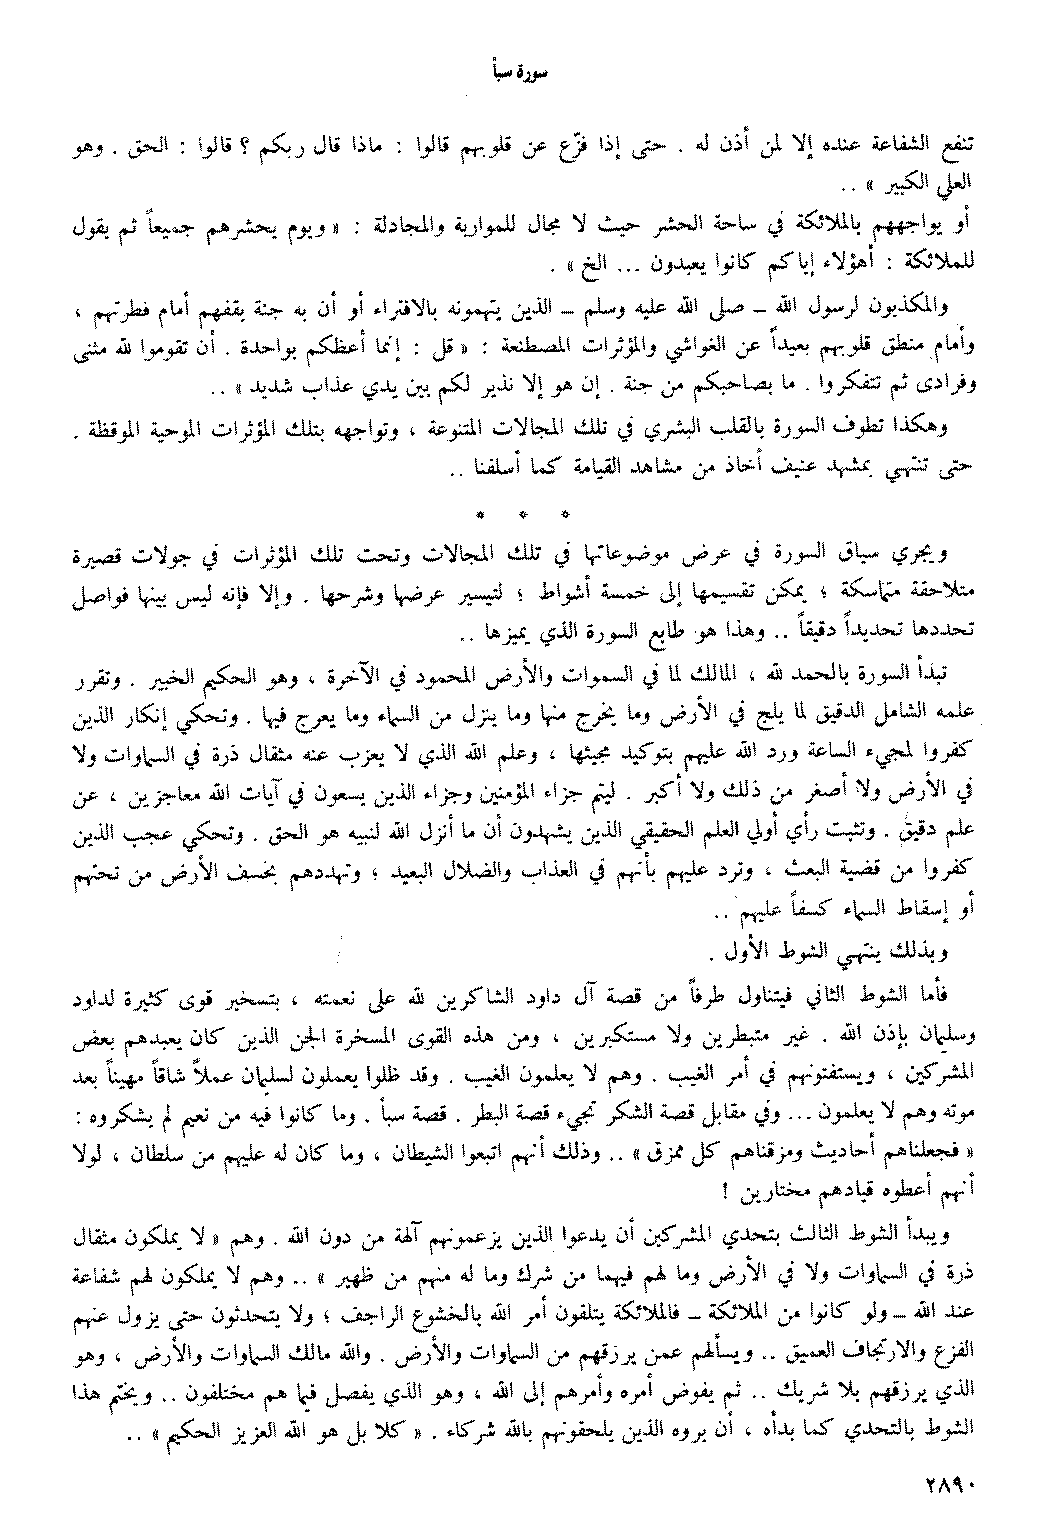 سورة سبأ
تنفع الشفاعة عنده إلا لمن أذن له . حتى إذا فزّع عن قلوبهم قالوا : ماذا قال ربكم ؟ قالوا : الحق . وهو
العلي الكبير » ..
أو يواجههم بالملائكة في ساحة الحشر حيث لا مجال للمواربة والمجادلة : « ويوم يحشرهم جميعاً ثم يقول
للملائكة : أهؤلاء إياكم كانوا يعبدون ... الخ » .
والمكذبون لرسول الله – صلى الله عليه وسلم – الذين يتهمونه بالافتراء أو أن به جنة يقفهم أمام فطرتهم ،
وأمام منطق قلوبهم بعيداً عن الغواشي والمؤثرات المصطنعة : « قل : إنما أعظكم بواحدة . أن تقوموا لله مثنى
وفرادى ثم تتفكروا . ما بصاحبكم من جنة . إن هو إلا نذير لكم بين يدي عذاب شديد » ..
وهكذا تطوف السورة بالقلب البشري في تلك المجالات المتنوعة ، وتواجهه بتلك المؤثرات الموحية الموقظة .
حتى تنتهي بمشهد عنيف أخاذ من مشاهد القيامة كما أسلفنا ..
* * *
ويجري سياق السورة في عرض موضوعاتها في تلك المجالات وتحت تلك المؤثرات في جولات قصيرة
متلاحقة متماسكة ؛ يمكن تقسيمها إلى خمسة أشواط ؛ لتيسير عرضها وشرحها . وإلا فإنه ليس بينها فواصل
تحددها تحديداً دقيقاً .. وهذا هو طابع السورة الذي يميزها ..
تبدأ السورة بالحمد لله ، المالك لما في السموات والأرض المحمود في الآخرة ، وهو الحكيم الخبير . وتقرر
علمه الشامل الدقيق لما يلج في الأرض وما يخرج منها وما ينزل من السماء وما يعرج فيها . وتحكي إنكار الذين
كفروا لمجيء الساعة ورد الله عليهم بتوكيد مجيئها ، وعلم الله الذي لا يعزب عنه مثقال ذرة في السماوات ولا
في الأرض ولا أصغر من ذلك ولا أكبر . ليتم جزاء المؤمنين وجزاء الذين يسعون في آيات الله معاجزين ، عن
علم دقيق . وتثبت رأي أولي العلم الحقيقي الذين يشهدون أن ما أنزل الله لنبيه هو الحق . وتحكي عجب الذين
كفروا من قضية البعث ، وترد عليهم بأنهم في العذاب والضلال البعيد ؛ وتهددهم بخسف الأرض من تحتهم
أو إسقاط السماء كسفاً عليهم ..
وبذلك ينتهي الشوط الأول .
فأما الشوط الثاني فيتناول طرفاً من قصة آل داود الشاكرين لله على نعمته ، بتسخير قوى كثيرة لداود
وسليمان بإذن الله . غير متبطرين ولا مستكبرين ، ومن هذه القوى المسخرة الجن الذين كان يعبدهم بعض
المشركين ، ويستفتونهم في أمر الغيب . وهم لا يعلمون الغيب . وقد ظلوا يعملون لسليمان عملاً شاقاً مهيناً بعد
موته وهم لا يعلمون ... وفي مقابل قصة الشكر تجيء قصة البطر . قصة سبأ . وما كانوا فيه من نعيم لم يشكروه :
« فجعلناهم أحاديث ومزقناهم كل ممزق » .. وذلك أنهم اتبعوا الشيطان ، وما كان له عليهم من سلطان ، لولا
أنهم أعطوه قيادهم مختارين !
ويبدأ الشوط الثالث بتحدي المشركين أن يدعوا الذين يزعمونهم آلهة من دون الله . وهم « لا يملكون مثقال
ذرة في السماوات ولا في الأرض وما لهم فيهما من شرك وما له منهم من ظهير » .. وهم لا يملكون لهم شفاعة
عند الله – ولو كانوا من الملائكة – فالملائكة يتلقون أمر الله بالخشوع الراجف ؛ ولا يتحدثون حتى يزول عنهم
الفزع والارتجاف العميق .. ويسألهم عمن يرزقهم من السماوات والأرض . والله مالك السماوات والأرض ، وهو
الذي يرزقهم بلا شريك .. ثم يفوض أمره وأمرهم إلى الله ، وهو الذي يفصل فيما هم مختلفون .. ويختم هذا
الشوط بالتحدي كما بدأه ، أن يروه الذين يلحقونهم بالله شركاء . « كلا بل هو الله العزيز الحكيم » ..
٢٨٩٠